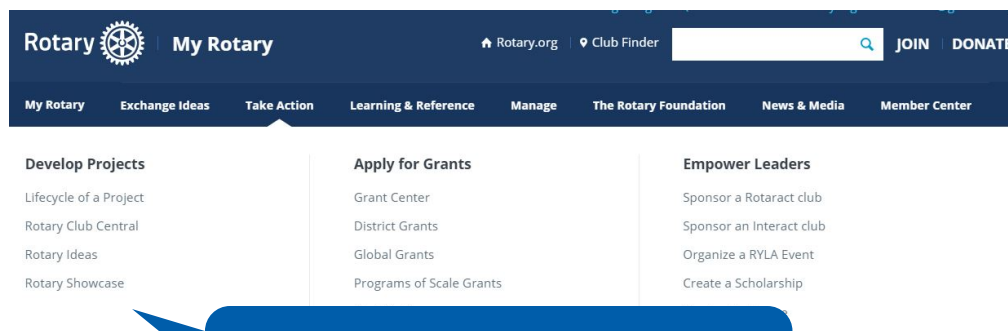 Rotary My Rotary Rotary.org Club Finder JOIN DONATE
My Rotary Exchange Ideas Take Action Learning & Reference Manage The Rotary Foundation News & Media Member Center
Develop Projects
Lifecycle of a Project
Rotary Club Central
Rotary Ideas
Rotary Showcase
Apply for Grants
Grant Center
District Grants
Global Grants
Programs of Scale Grants
Empower Leaders
Sponsor a Rotaract club
Sponsor an Interact club
Organize a RYLA Event
Create a Scholarship